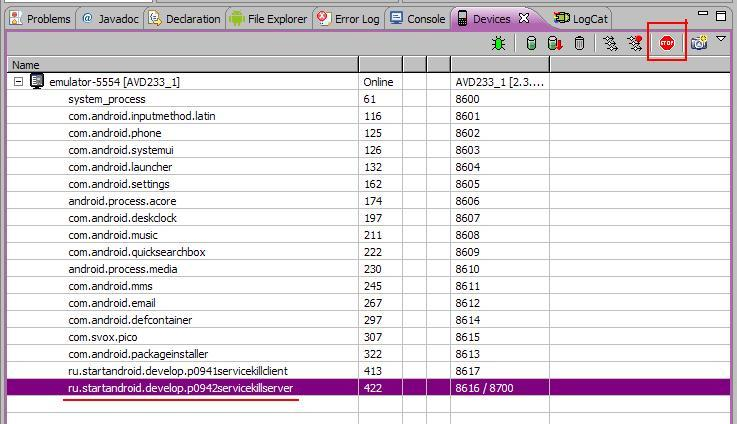 Problems @ Javadoc Declaration File Explorer Error Log Console Devices LogCat
STOP
Name
emulator-5554 [AVD233_1] Online AVD233_1 [2.3....
system_process 61 8600
com.android.inputmethod.latin 116 8601
com.android.phone 125 8602
com.android.systemui 126 8603
com.android.launcher 132 8604
com.android.settings 162 8605
android.process.acore 174 8606
com.android.deskclock 197 8607
com.android.music 211 8608
com.android.quicksearchbox 222 8609
android.process.media 230 8610
com.android.mms 245 8611
com.android.email 267 8612
com.android.defcontainer 297 8614
com.svox.pico 307 8615
com.android.packageinstaller 322 8613
ru.startandroid.develop.p0941servicekillclient 413 8617
ru.startandroid.develop.p0942servicekillserver 422 8616 / 8700